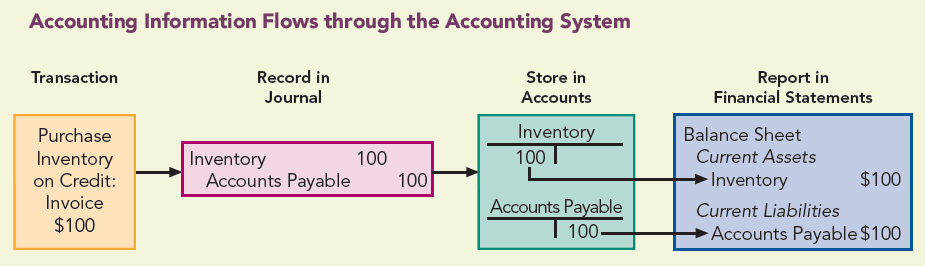 Accounting Information Flows through the Accounting System
Transaction
Record in
Journal
Store in
Accounts
Report in
Financial Statements
Purchase
Inventory
on Credit:
Invoice
$100
Inventory 100
Accounts Payable 100
Inventory
100
Accounts Payable
100
Balance Sheet
Current Assets
Inventory $100
Current Liabilities
Accounts Payable $100